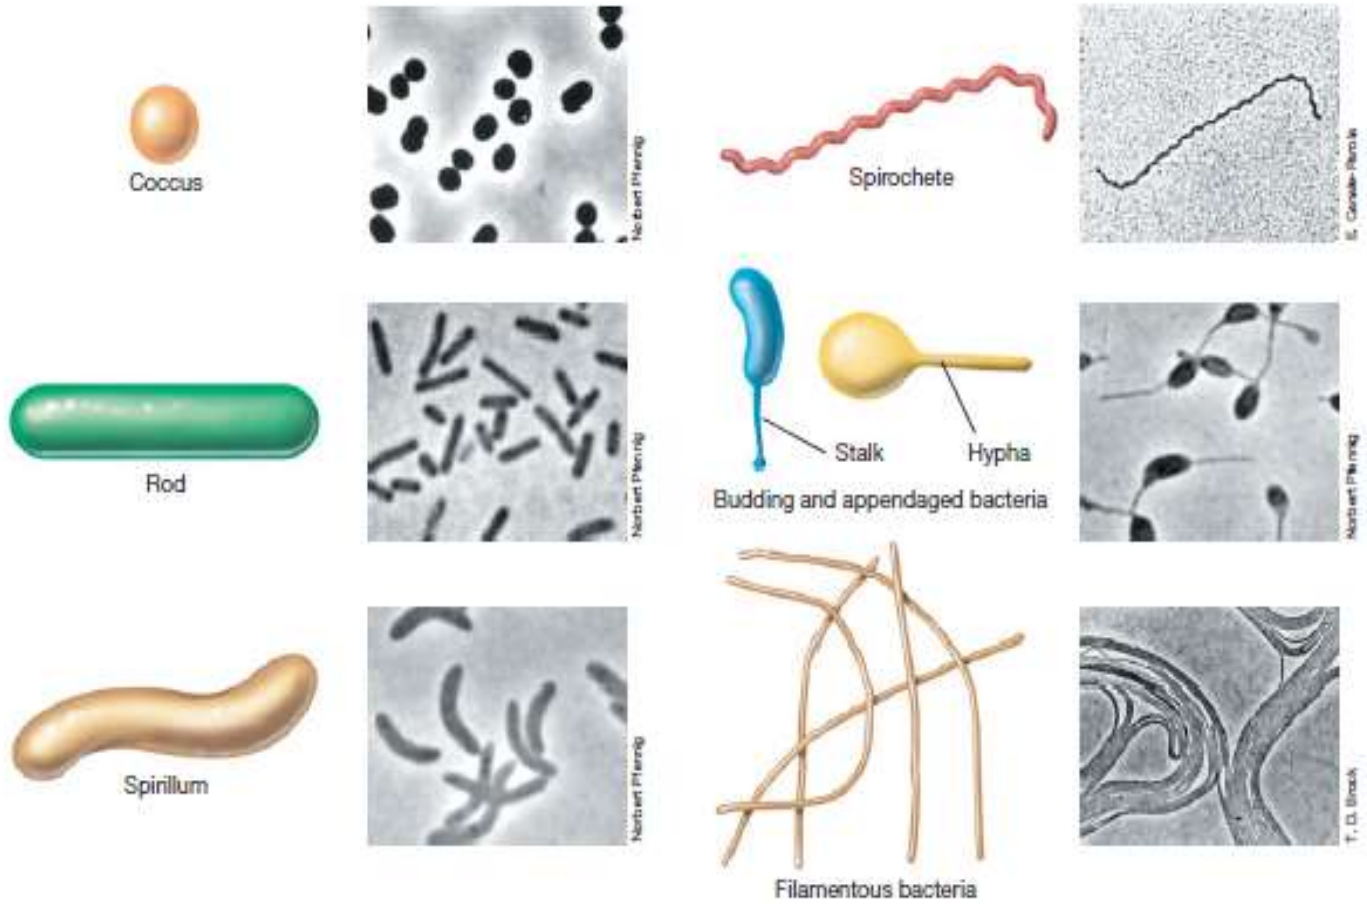 Coccus
Norbert Pfennig
Spirochete
Rod
Norbert Pfennig
Stalk
Hypha
Budding and appendaged bacteria
Norbert Pfennig
Spirillum
Norbert Pfennig
Filamentous bacteria
T. D. Brock